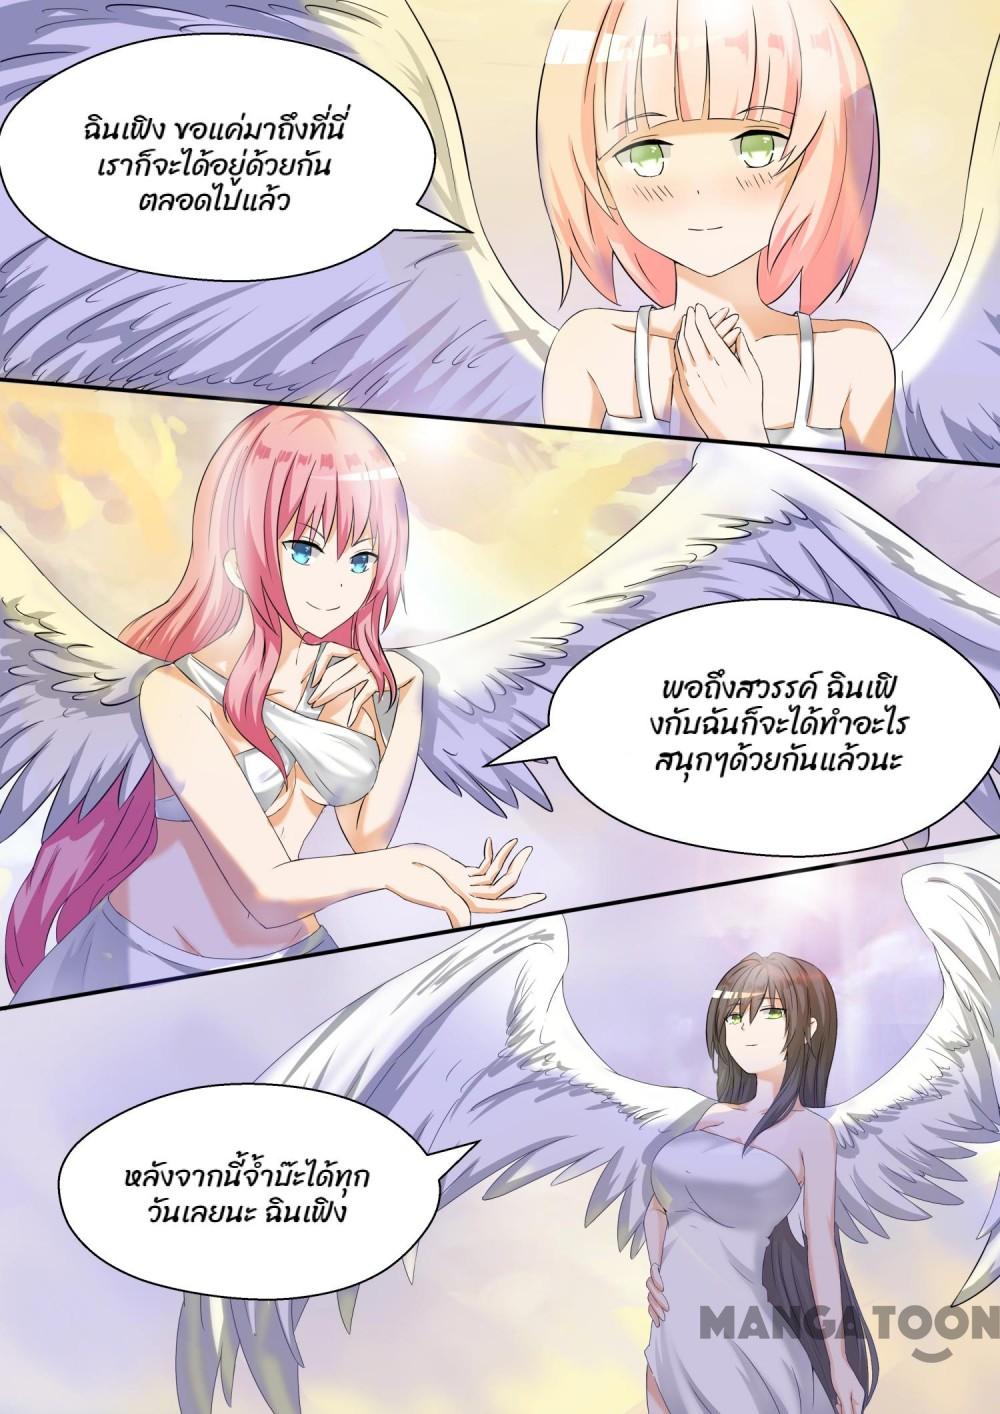 ฉินเฟิง ขอแค่มาถึงที่นี่
เราก็จะได้อยู่ด้วยกัน
ตลอดไปแล้ว
พอถึงสวรรค์ ฉินเฟิ
งกับฉันก็จะได้ทำอะไร
สนุกๆด้วยกันแล้วนะ
หลังจากนี้จ้ำบ๊ะได้ทุก
วันเลยนะ ฉินเฟิง
MANGATOON